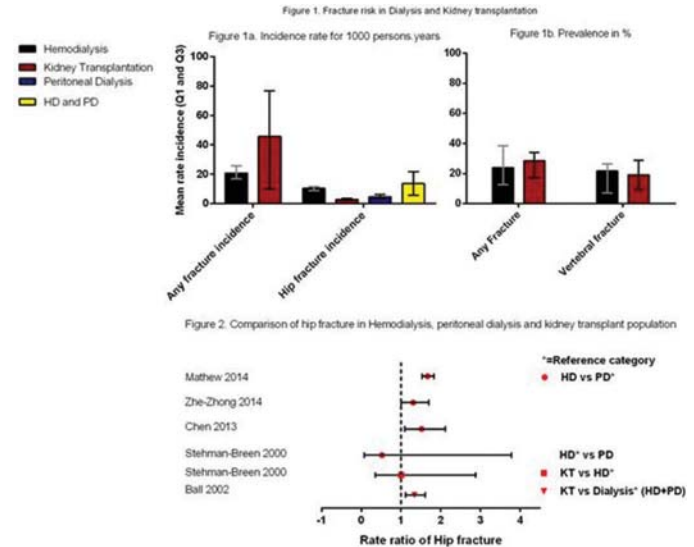 Figure 1. Fracture risk in Dialysis and Kidney transplantation
Hemodialysis
Kidney Transplantation
Peritoneal Dialysis
HD and PD
Figure 1a. Incidence rate for 1000 persons.years
Mean rate incidence (Q1 and Q3)
100
80
60
40
20
0
Any fracture incidence
Hip fracture incidence
Figure 1b. Prevalence in %
100
80
60
40
20
0
Any Fracture
Vertebral fracture
Figure 2. Comparison of hip fracture in Hemodialysis, peritoneal dialysis and kidney transplant population
*=Reference category
Mathew 2014
HD vs PD*
Zhe-Zhong 2014
Chen 2013
Stehman-Breen 2000
HD* vs PD
Stehman-Breen 2000
KT vs HD*
Ball 2002
KT vs Dialysis* (HD+PD)
-1 0 1 2 3 4
Rate ratio of Hip fracture